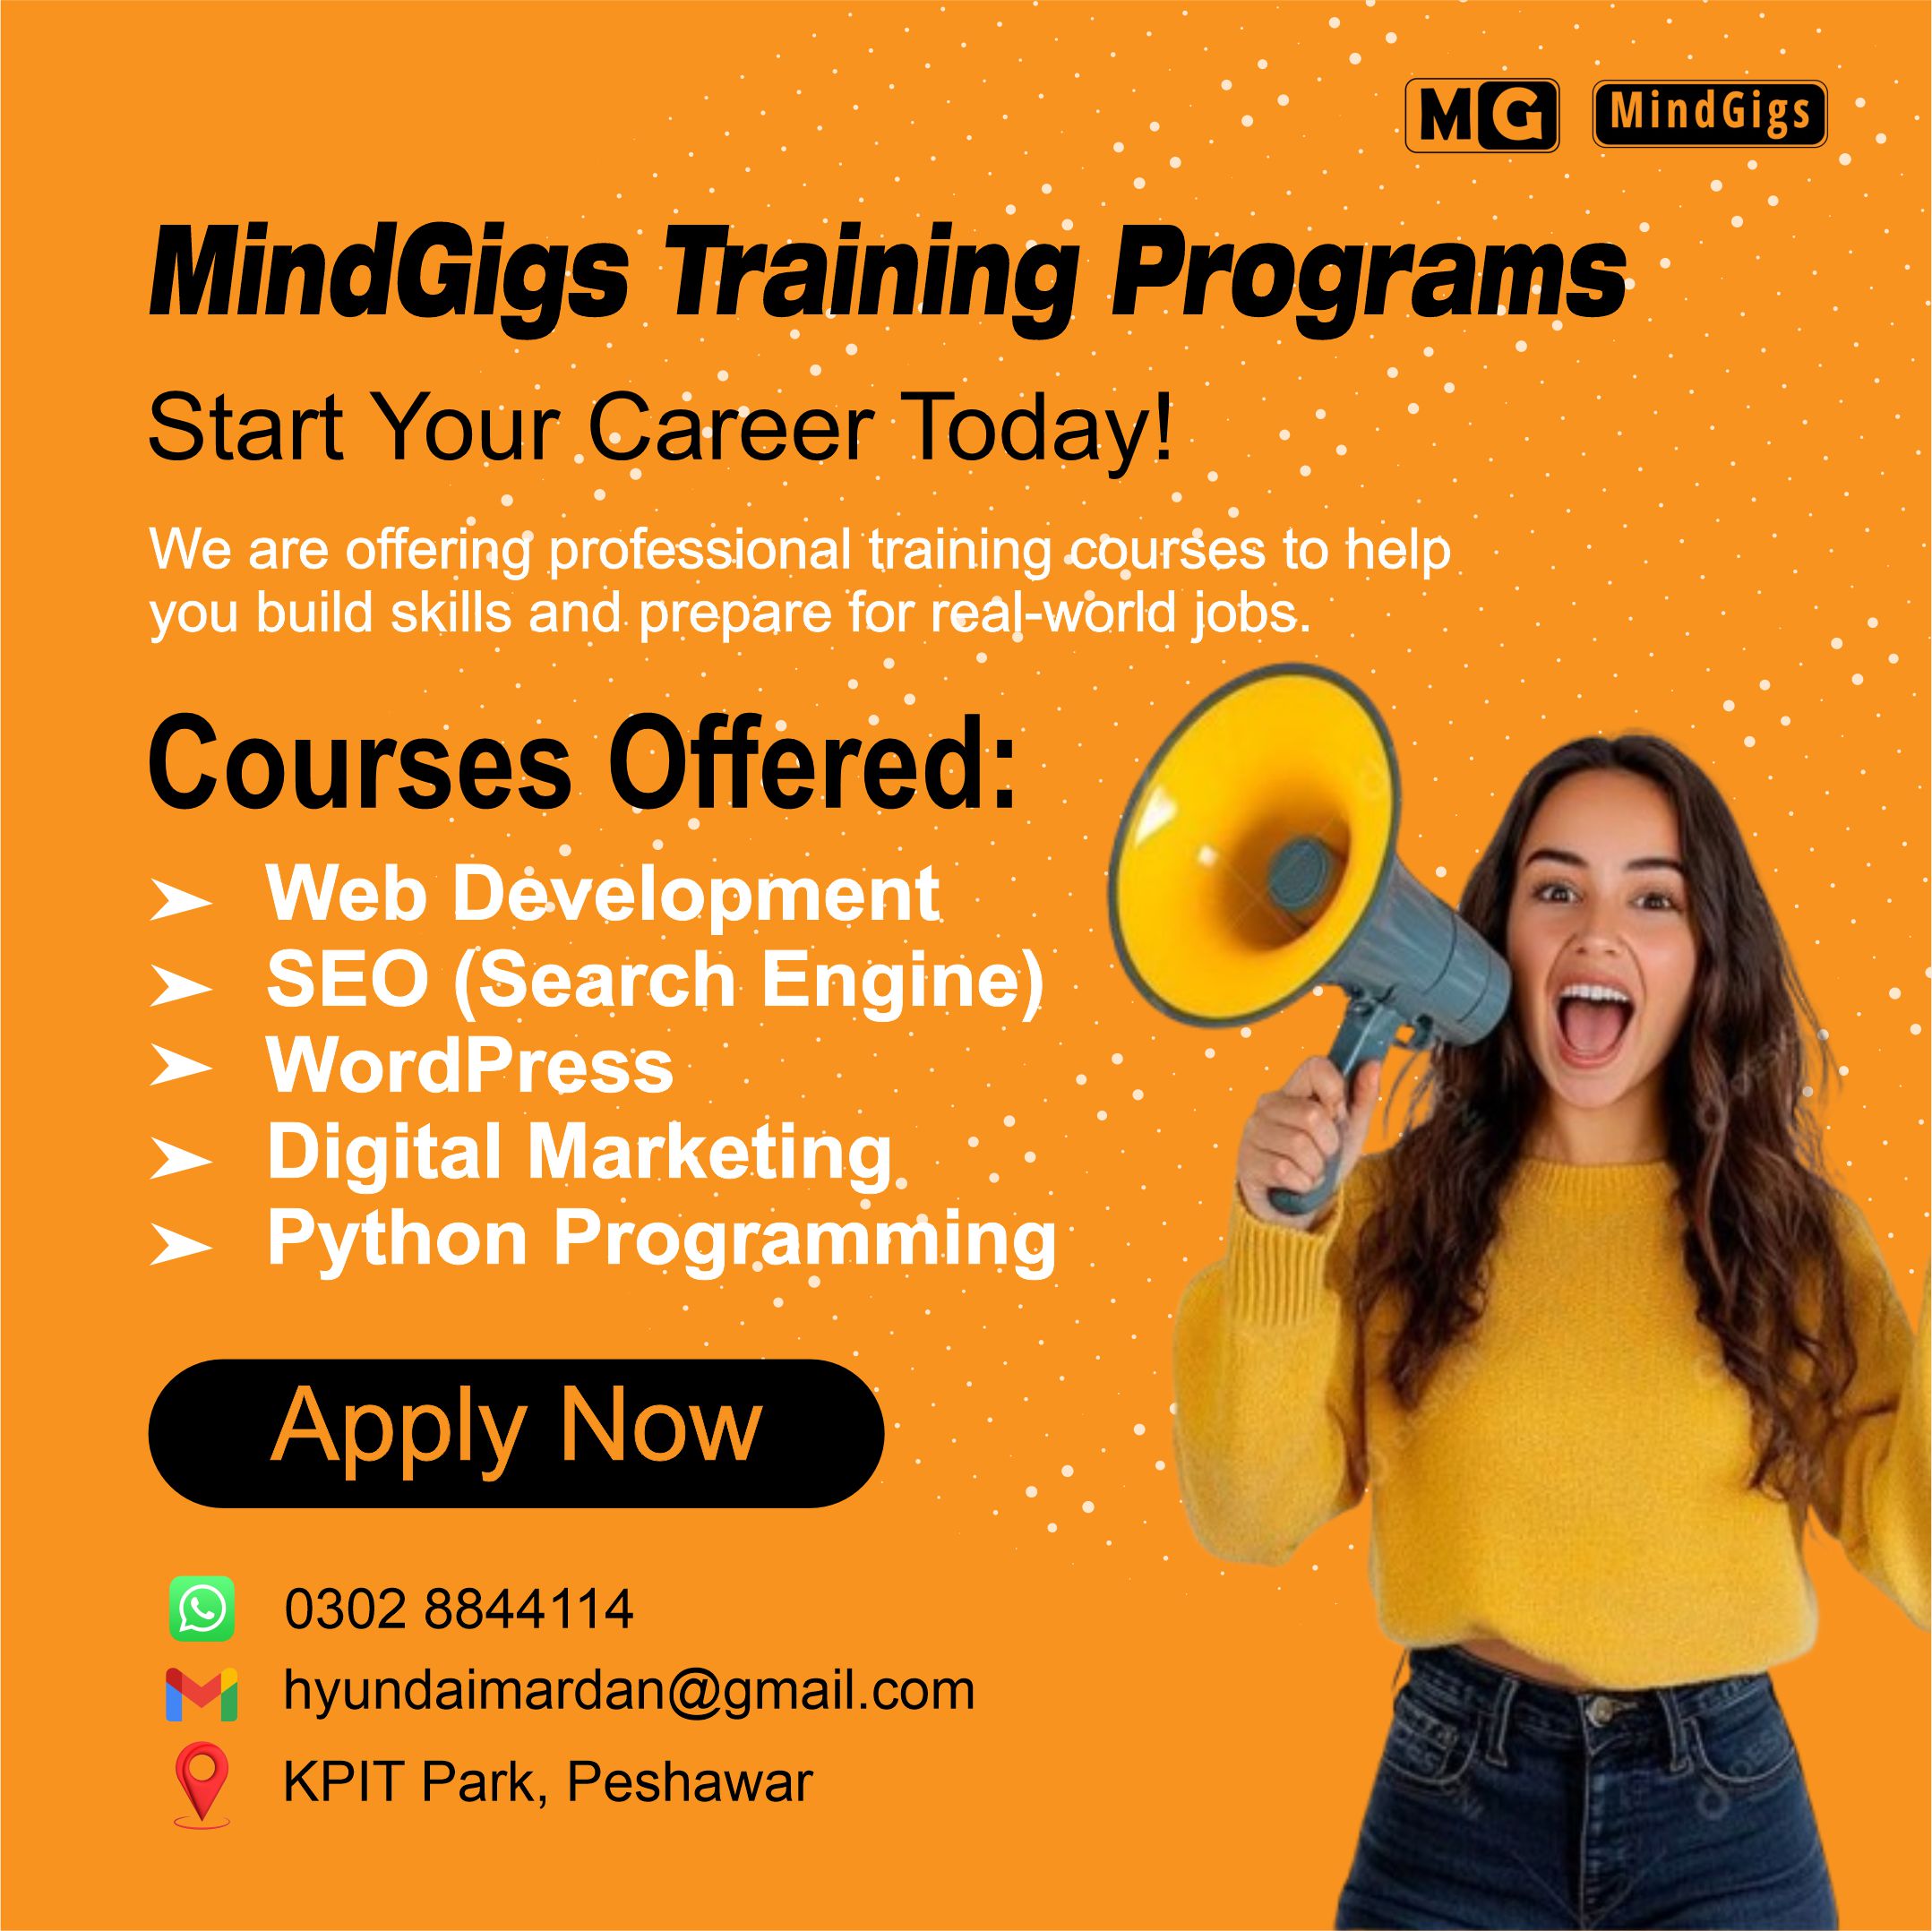 MG MindGigs
MindGigs Training Programs
Start Your Career Today!
We are offering professional training courses to help
you build skills and prepare for real-world jobs.
Courses Offered:
Web Development
SEO (Search Engine)
WordPress
Digital Marketing
Python Programming
Apply Now
0302 8844114
hyundaimardan@gmail.com
KPIT Park, Peshawar